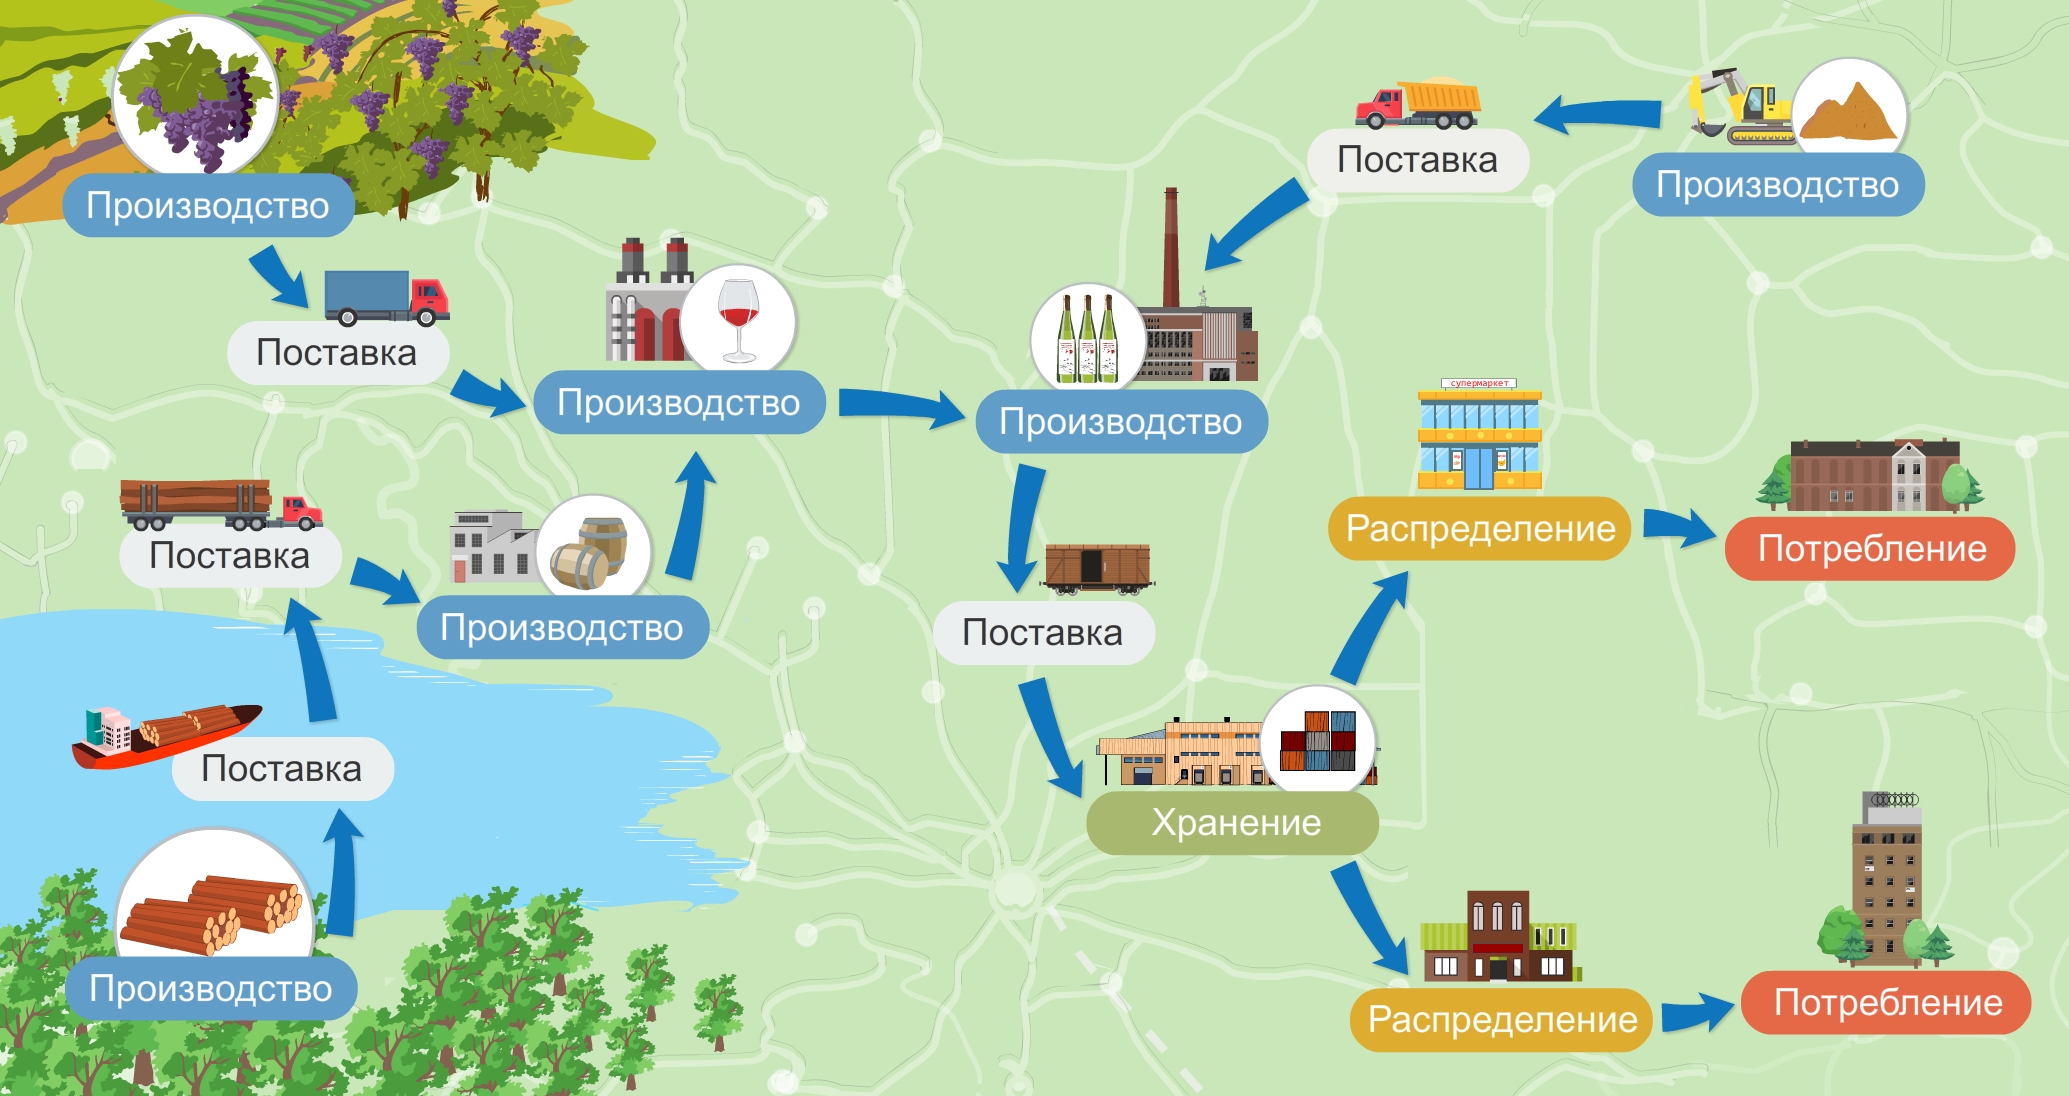 Поставка
Производство
Производство
Поставка
супермаркет
Производство
Производство
Поставка
Распределение
Потребление
Производство
Поставка
Поставка
Хранение
Производство
Распределение
Потребление